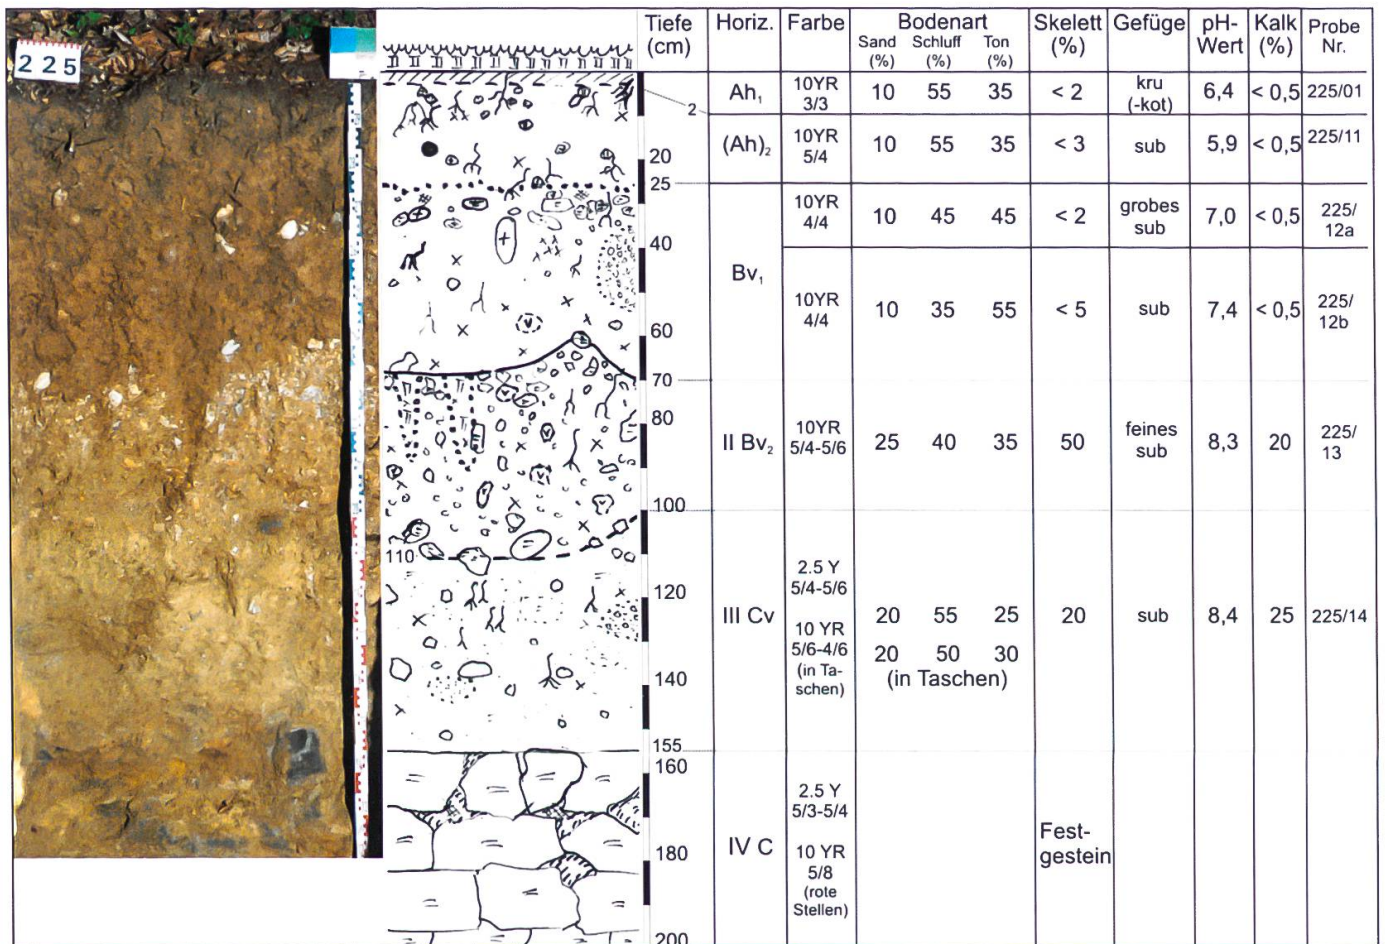 225
Tiefe (cm) Horiz. Farbe Bodenart Skelett (%) Gefüge pH-Wert Kalk (%) Probe Nr.
Sand (%) Schluff (%) Ton (%)
2
Ah₁ 10YR 3/3 10 55 35 < 2 kru (-kot) 6,4 < 0,5 225/01
(Ah)₂ 10YR 5/4 10 55 35 < 3 sub 5,9 < 0,5 225/11
20
25
Bv₁ 10YR 4/4 10 45 45 < 2 grobes sub 7,0 < 0,5 225/12a
40
10YR 4/4 10 35 55 < 5 sub 7,4 < 0,5 225/12b
60
70
80
II Bv₂ 10YR 5/4-5/6 25 40 35 50 feines sub 8,3 20 225/13
100
110
120
III Cv 2.5 Y 5/4-5/6 20 55 25 20 sub 8,4 25 225/14
10 YR 5/6-4/6 (in Ta-schen) 20 50 30 (in Taschen)
140
155
160
IV C 2.5 Y 5/3-5/4 Fest-gestein
10 YR 5/8 (rote Stellen)
180
200